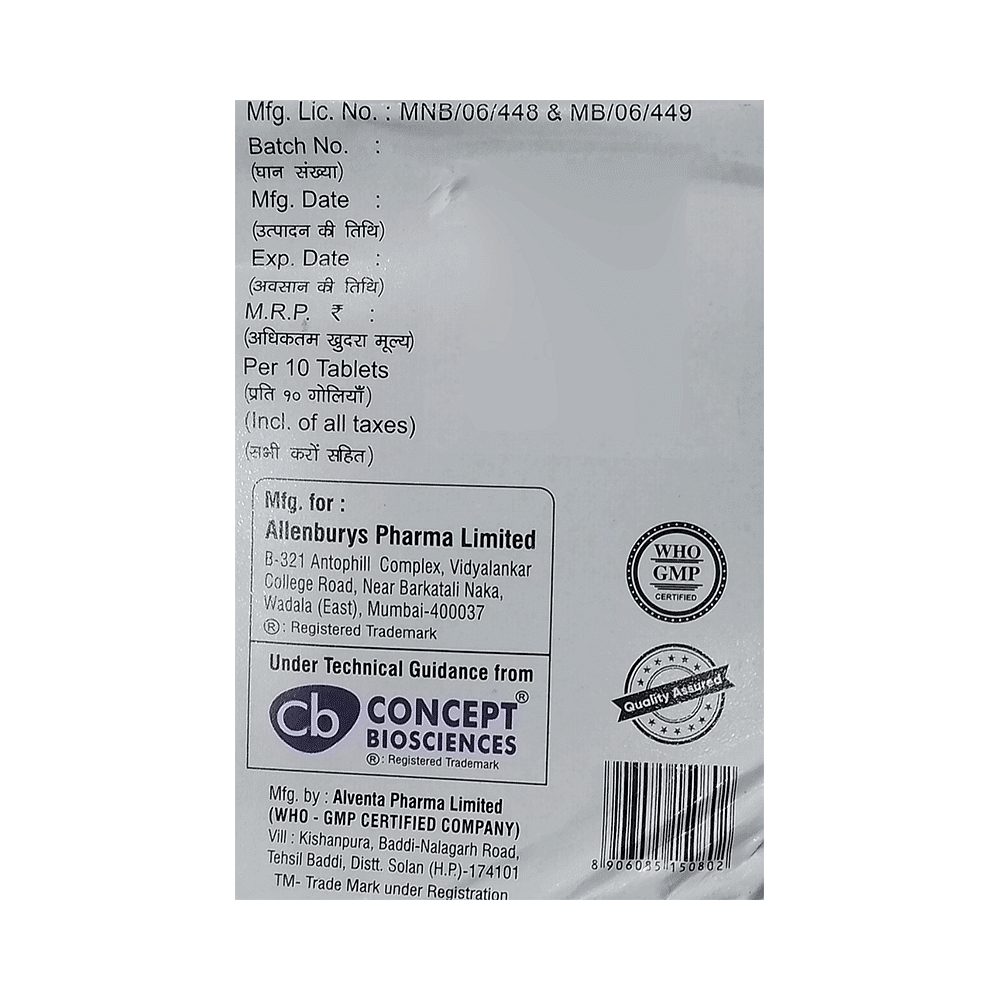 Mfg. Lic. No. : MNB/06/448 & MB/06/449
Batch No. :
(घान संख्या)
Mfg. Date :
(उत्पादन की तिथि)
Exp. Date :
(अवसान की तिथि)
M.R.P. ₹ :
(अधिकतम खुदरा मूल्य)
Per 10 Tablets
(प्रति १० गोलियाँ)
(Incl. of all taxes)
(सभी करों सहित)
Mfg. for :
Allenburys Pharma Limited
B-321 Antophill Complex, Vidyalankar
College Road, Near Barkatali Naka,
Wadala (East), Mumbai-400037
®: Registered Trademark
Under Technical Guidance from
Cb CONCEPT®
BIOSCIENCES
®: Registered Trademark
Mfg. by : Alventa Pharma Limited
(WHO - GMP CERTIFIED COMPANY)
Vill : Kishanpura, Baddi-Nalagarh Road,
Tehsil Baddi, Distt. Solan (H.P.)-174101
TM- Trade Mark under Registration
WHO
GMP
CERTIFIED
Quality Assured
8 906085 150802